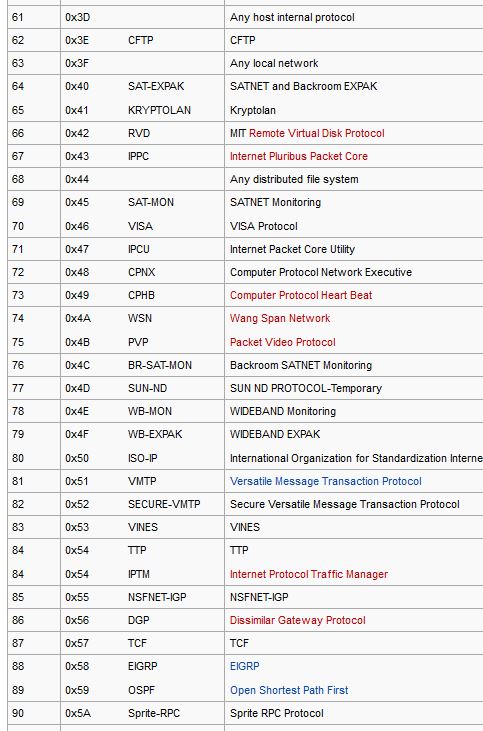 61 0x3D Any host internal protocol
62 0x3E CFTP CFTP
63 0x3F Any local network
64 0x40 SAT-EXPAK SATNET and Backroom EXPAK
65 0x41 KRYPTOLAN Kryptolan
66 0x42 RVD MIT Remote Virtual Disk Protocol
67 0x43 IPPC Internet Pluribus Packet Core
68 0x44 Any distributed file system
69 0x45 SAT-MON SATNET Monitoring
70 0x46 VISA VISA Protocol
71 0x47 IPCU Internet Packet Core Utility
72 0x48 CPNX Computer Protocol Network Executive
73 0x49 CPHB Computer Protocol Heart Beat
74 0x4A WSN Wang Span Network
75 0x4B PVP Packet Video Protocol
76 0x4C BR-SAT-MON Backroom SATNET Monitoring
77 0x4D SUN-ND SUN ND PROTOCOL-Temporary
78 0x4E WB-MON WIDEBAND Monitoring
79 0x4F WB-EXPAK WIDEBAND EXPAK
80 0x50 ISO-IP International Organization for Standardization Interne
81 0x51 VMTP Versatile Message Transaction Protocol
82 0x52 SECURE-VMTP Secure Versatile Message Transaction Protocol
83 0x53 VINES VINES
84 0x54 TTP TTP
84 0x54 IPTM Internet Protocol Traffic Manager
85 0x55 NSFNET-IGP NSFNET-IGP
86 0x56 DGP Dissimilar Gateway Protocol
87 0x57 TCF TCF
88 0x58 EIGRP EIGRP
89 0x59 OSPF Open Shortest Path First
90 0x5A Sprite-RPC Sprite RPC Protocol